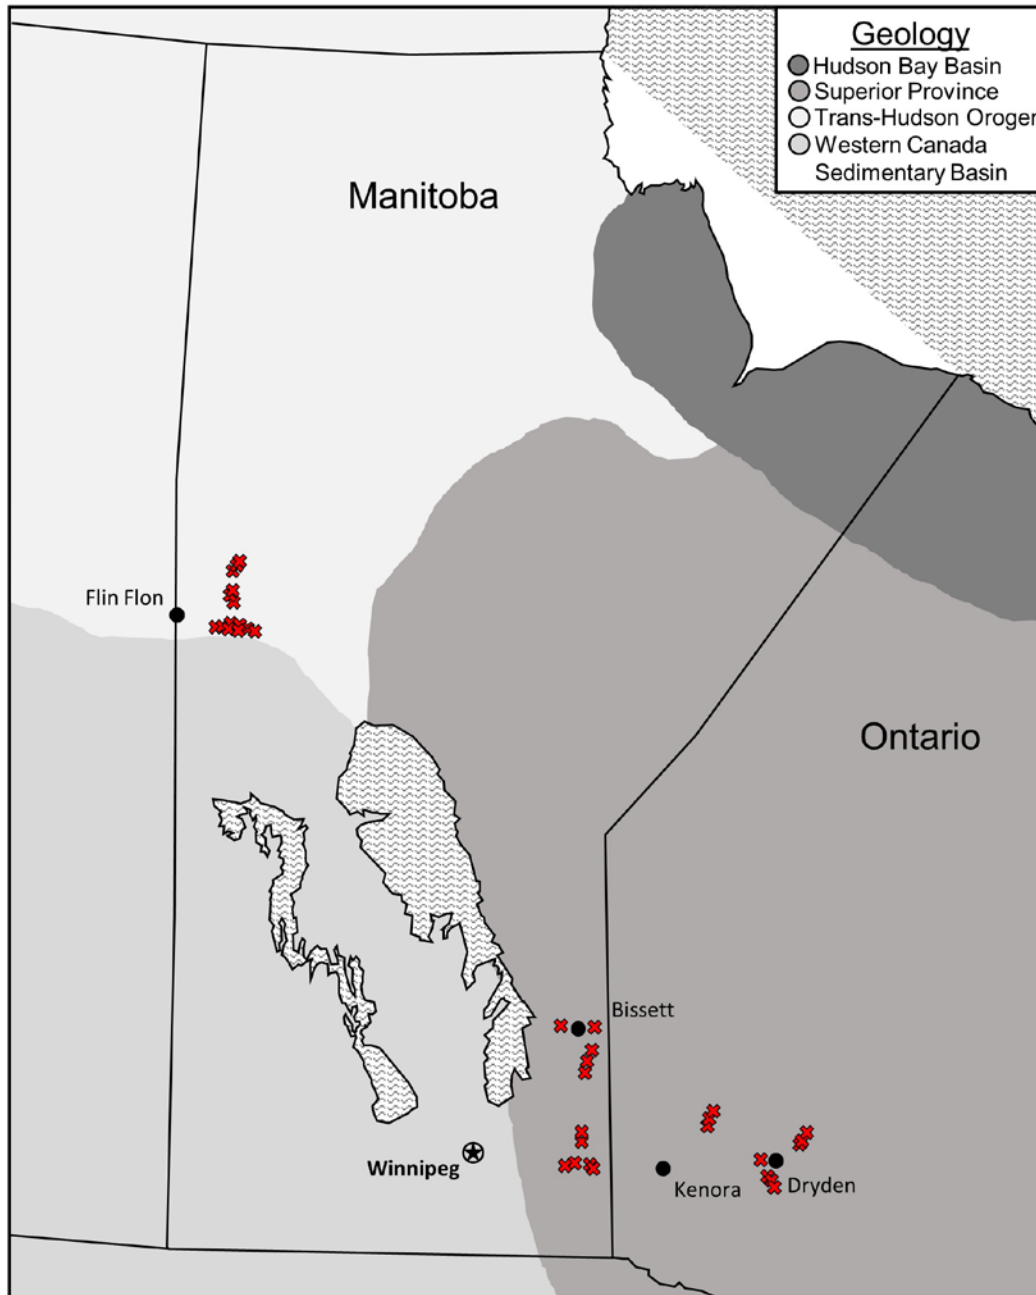 Geology
Hudson Bay Basin
Superior Province
Trans-Hudson Orogen
Western Canada
Sedimentary Basin
Manitoba
Flin Flon
Ontario
Bissett
Winnipeg
Kenora
Dryden